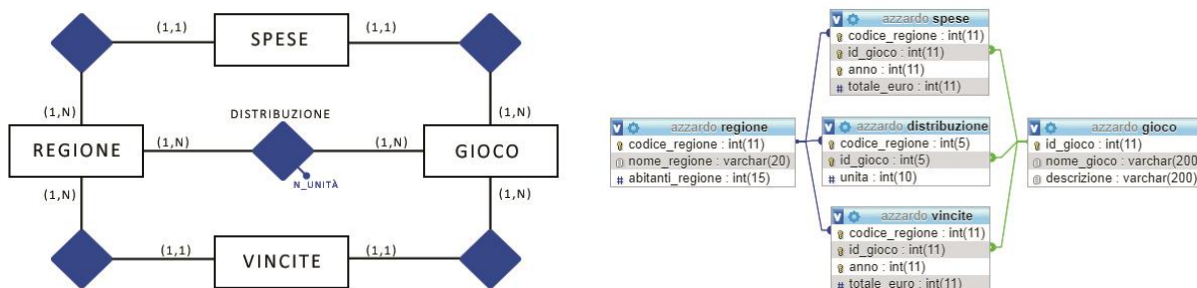 (1,1)
SPESE
(1,1)
(1,N)
(1,N)
DISTRIBUZIONE
REGIONE
(1,N)
(1,N)
GIOCO
N_UNITÀ
(1,N)
(1,N)
(1,1)
VINCITE
(1,1)
azzardo spese
codice_regione : int(11)
id_gioco : int(11)
anno : int(11)
# totale_euro : int(11)
azzardo regione
codice_regione : int(11)
nome_regione : varchar(20)
# abitanti_regione : int(15)
azzardo distribuzione
codice_regione : int(5)
id_gioco : int(5)
# unita : int(10)
azzardo gioco
id_gioco : int(11)
nome_gioco : varchar(200
descrizione : varchar(200)
azzardo vincite
codice_regione : int(11)
id_gioco : int(11)
anno : int(11)
# totale_euro : int(11)